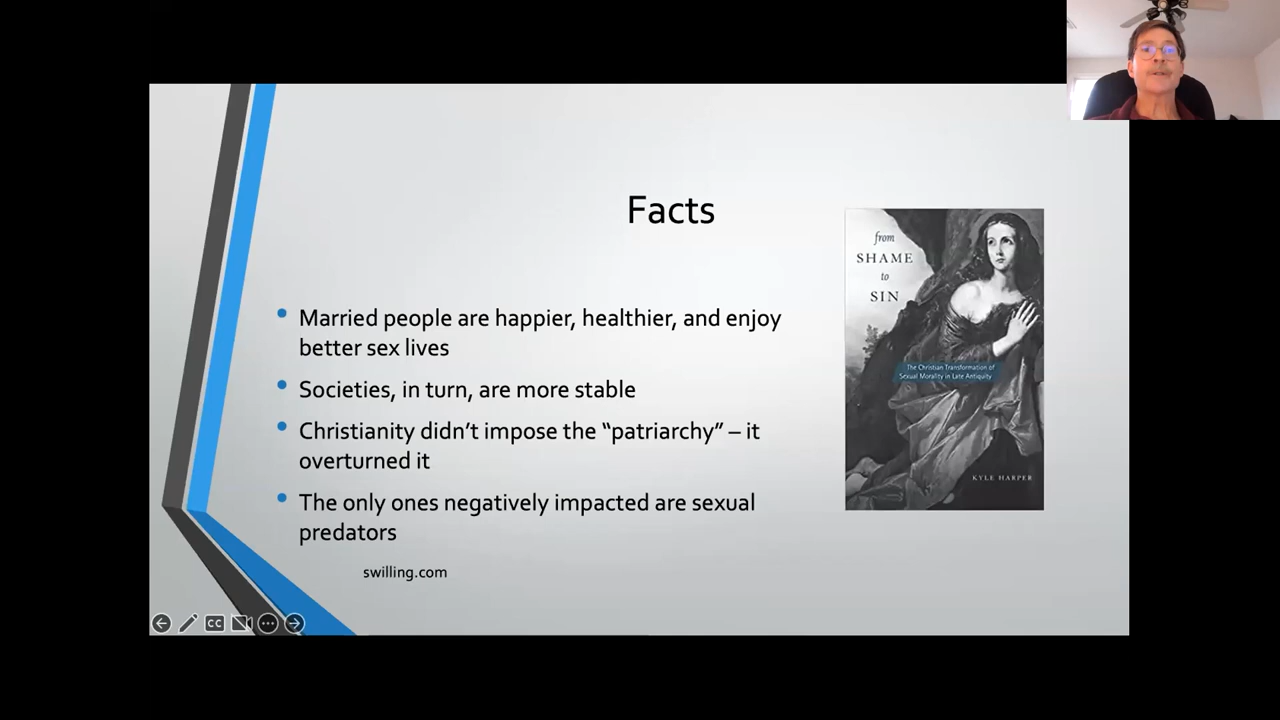 Facts
Married people are happier, healthier, and enjoy
better sex lives
Societies, in turn, are more stable
Christianity didn’t impose the “patriarchy” – it
overturned it
The only ones negatively impacted are sexual
predators
swilling.com
from
SHAME
to
SIN
The Christian Transformation of
Sexual Morality in Late Antiquity
KYLE HARPER
CC